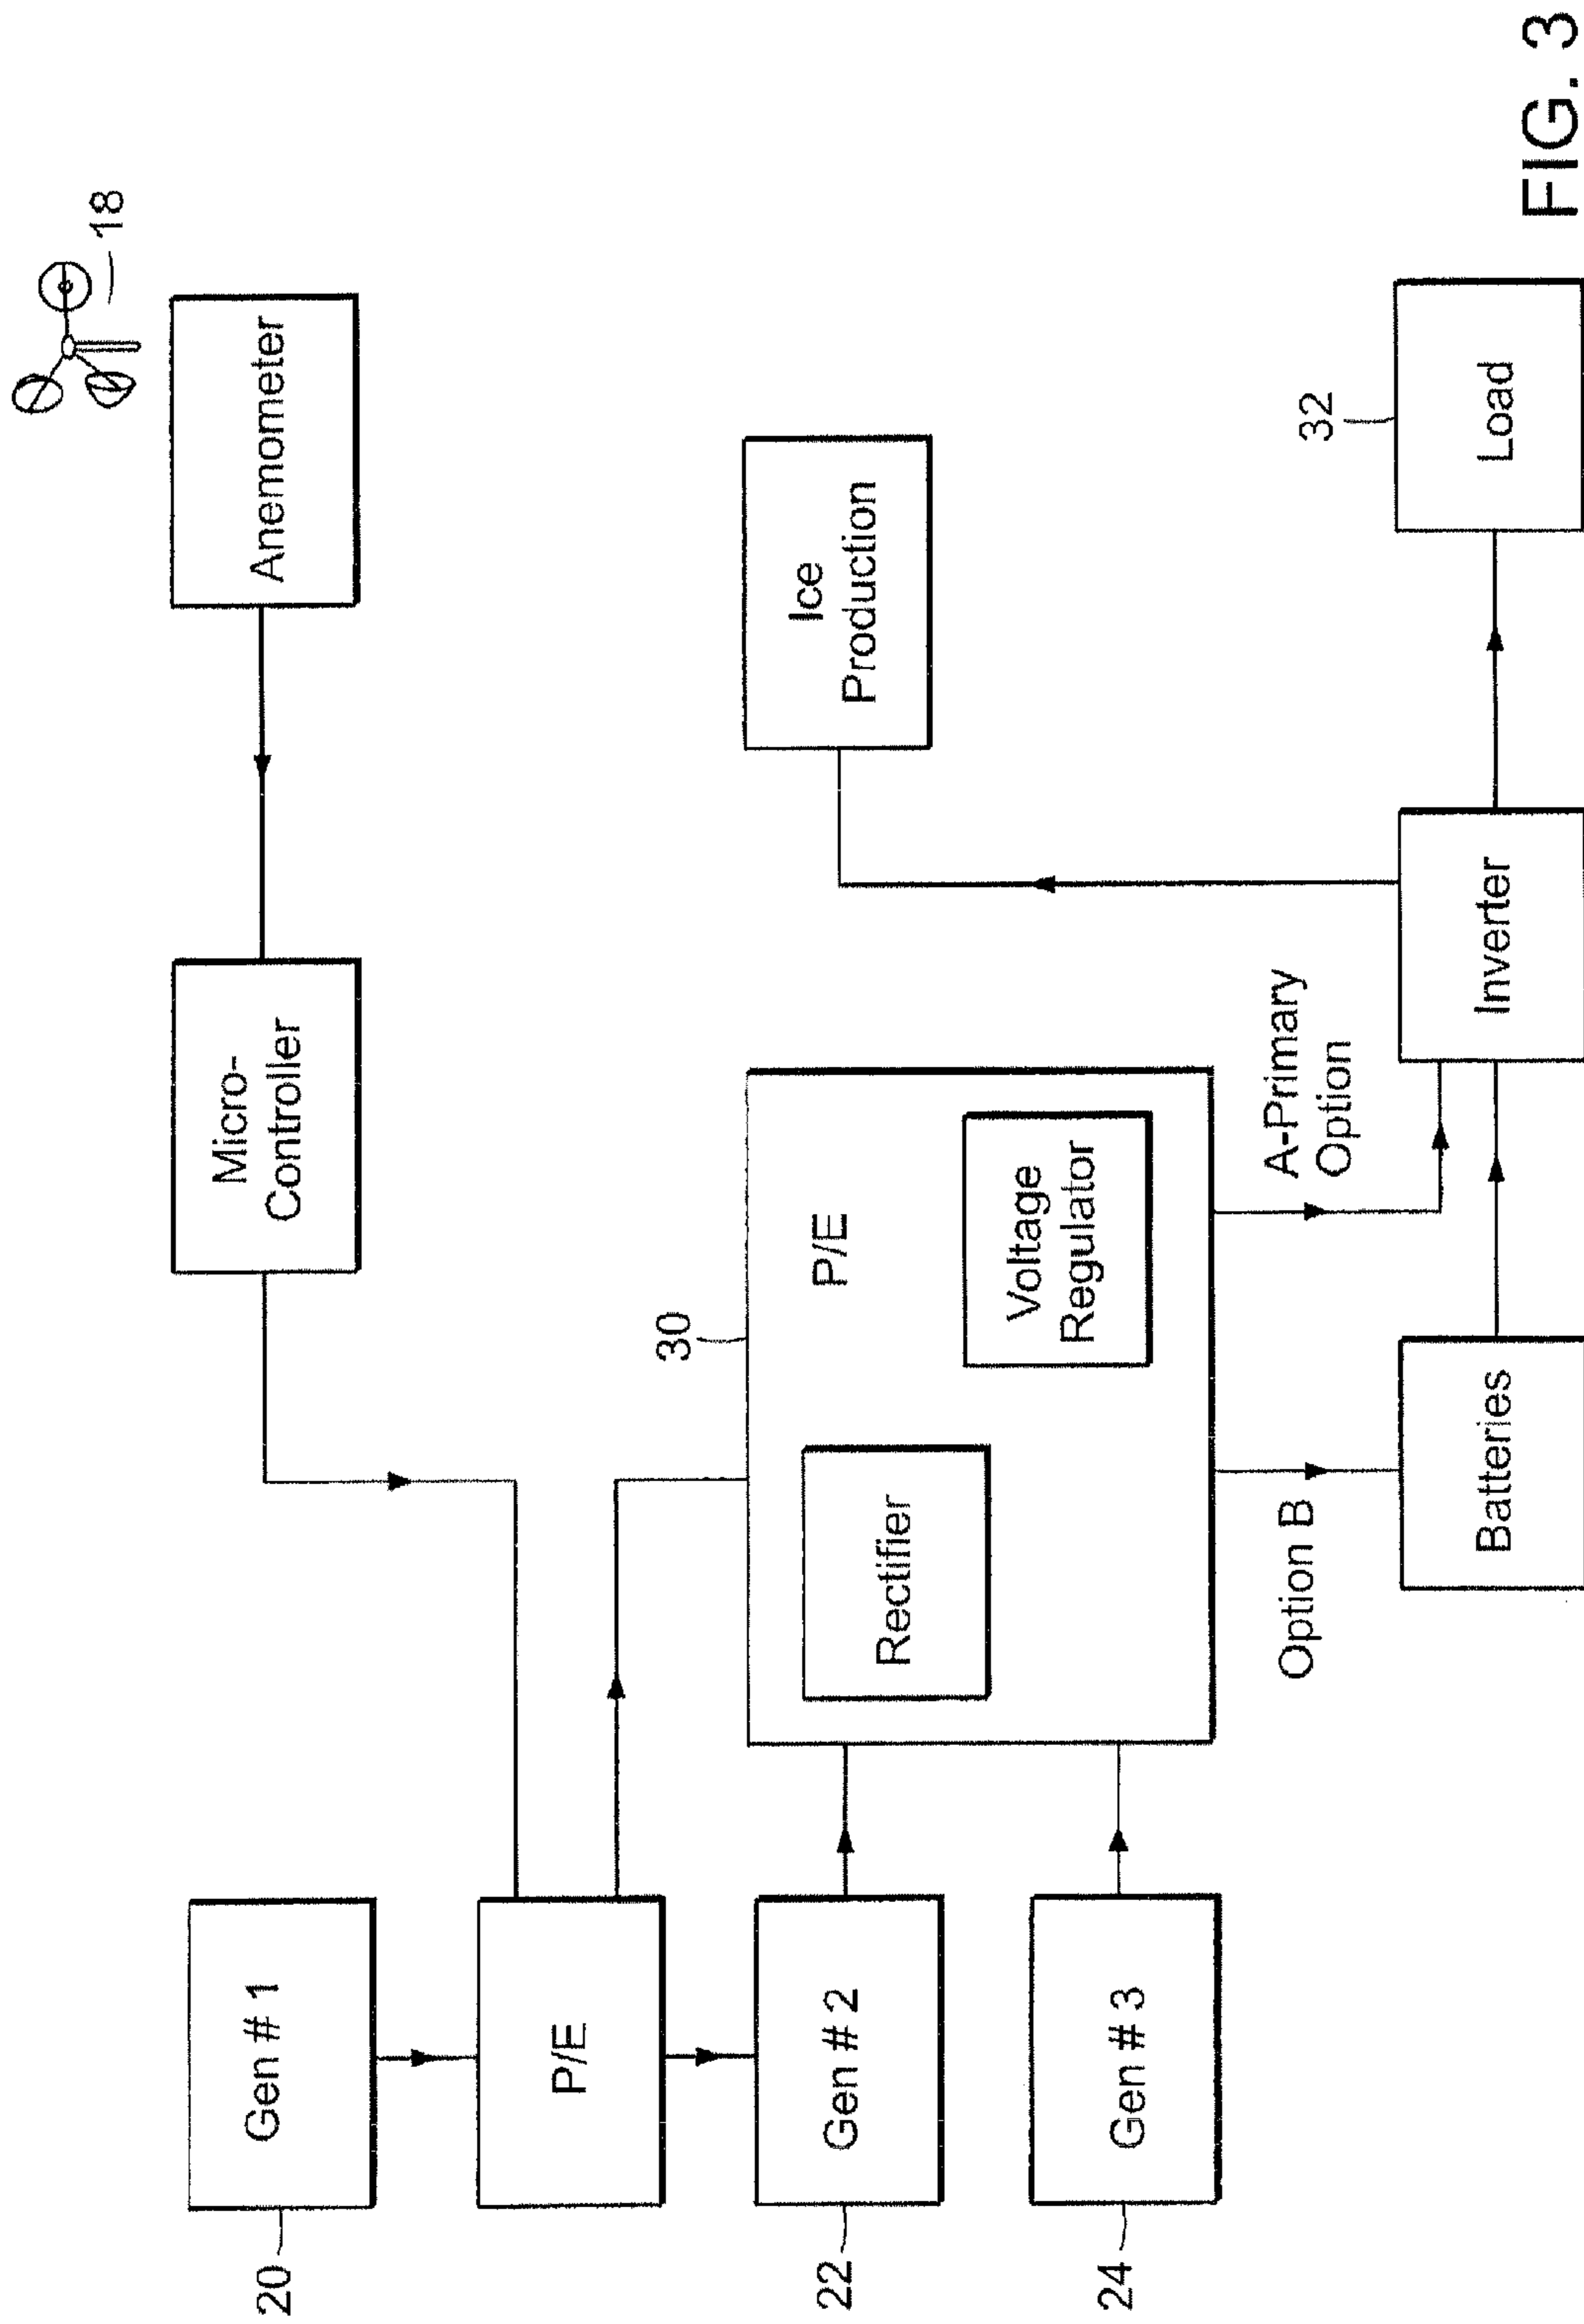 18
Anemometer
Micro-
Controller
Gen # 1
20
P/E
Ice
Production
30
P/E
Rectifier
Voltage
Regulator
Gen # 2
22
Gen # 3
24
A-Primary
Option
Option B
32
Load
Inverter
Batteries
FIG. 3